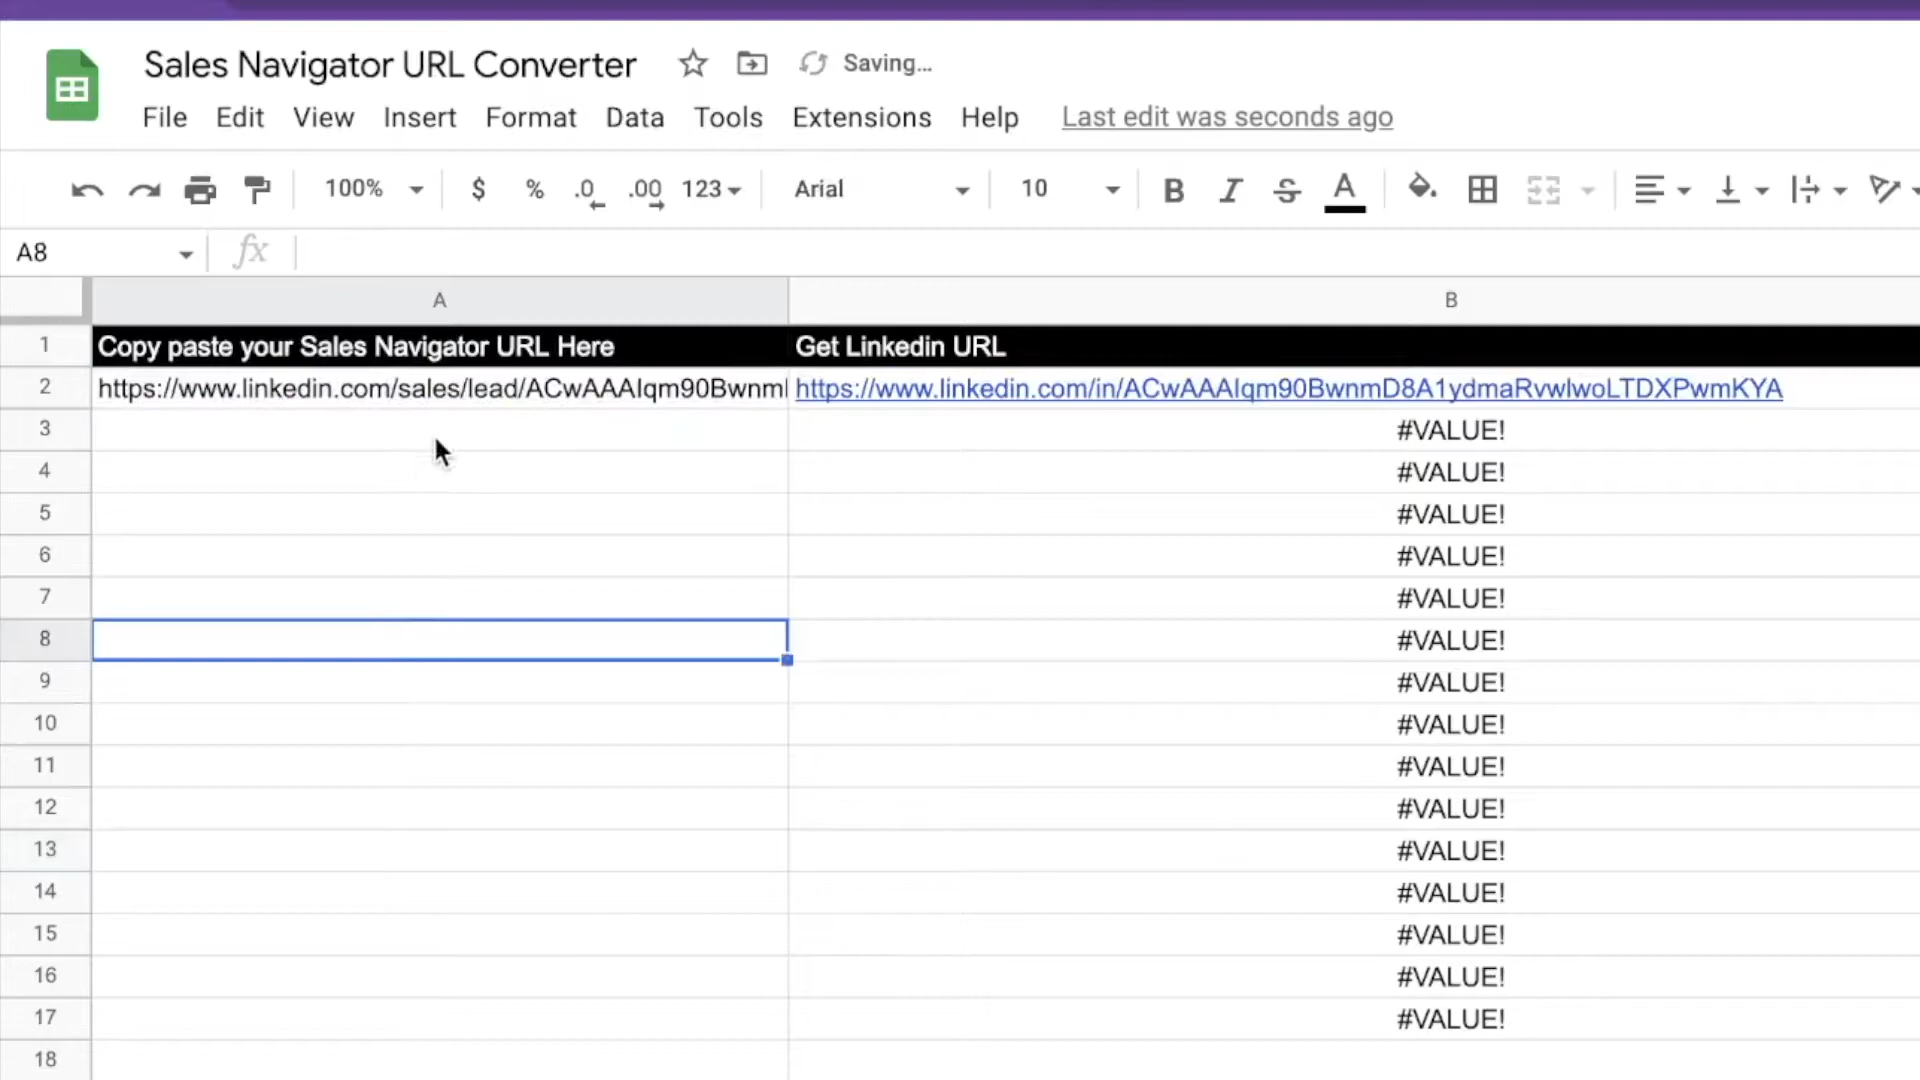 Sales Navigator URL Converter Saving...
File Edit View Insert Format Data Tools Extensions Help Last edit was seconds ago
100% $ % .0 .00 123 Arial 10 B I S A
A8 fx
A B
1 Copy paste your Sales Navigator URL Here Get Linkedin URL
2 https://www.linkedin.com/sales/lead/ACwAAAIqm90Bwnm https://www.linkedin.com/in/ACwAAAIqm90BwnmD8A1ydmaRvwIwoLTDXPwmKYA
3 #VALUE!
4 #VALUE!
5 #VALUE!
6 #VALUE!
7 #VALUE!
8 #VALUE!
9 #VALUE!
10 #VALUE!
11 #VALUE!
12 #VALUE!
13 #VALUE!
14 #VALUE!
15 #VALUE!
16 #VALUE!
17 #VALUE!
18